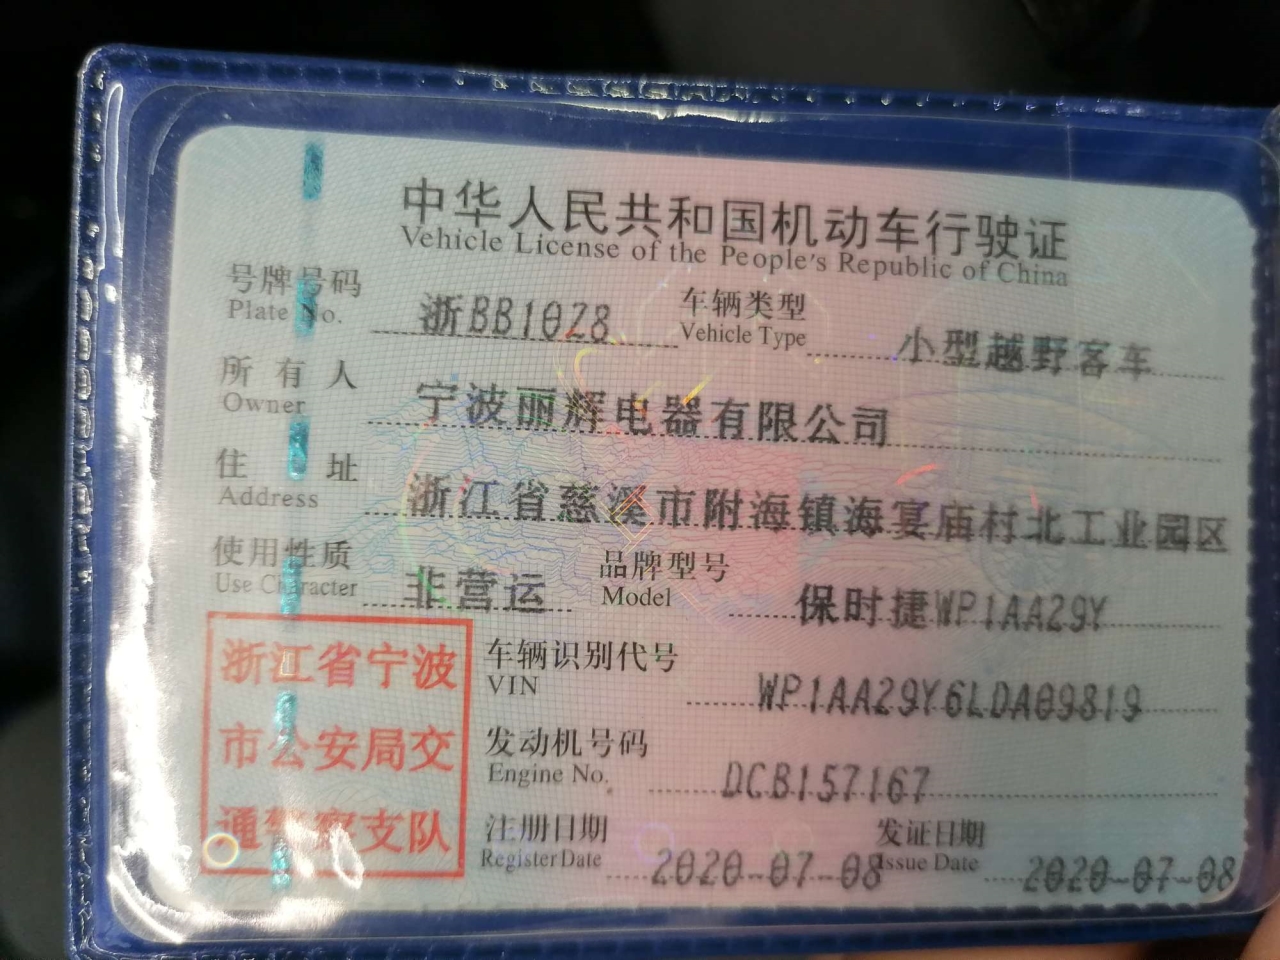 中华人民共和国机动车行驶证
Vehicle License of the People's Republic of China
号牌号码 浙BB10Z8 车辆类型 小型越野客车
Plate No. Vehicle Type
所有人 宁波丽辉电器有限公司
Owner
住址 浙江省慈溪市附海镇海宴庙村北工业园区
Address
使用性质 非营运 品牌型号 保时捷WP1AA29Y
Use Character Model
浙江省宁波
市公安局交
通警察支队
车辆识别代号 WP1AA29Y6LDA09819
VIN
发动机号码 DCB157167
Engine No.
注册日期 2020-07-08 发证日期 2020-07-08
Register Date Issue Date